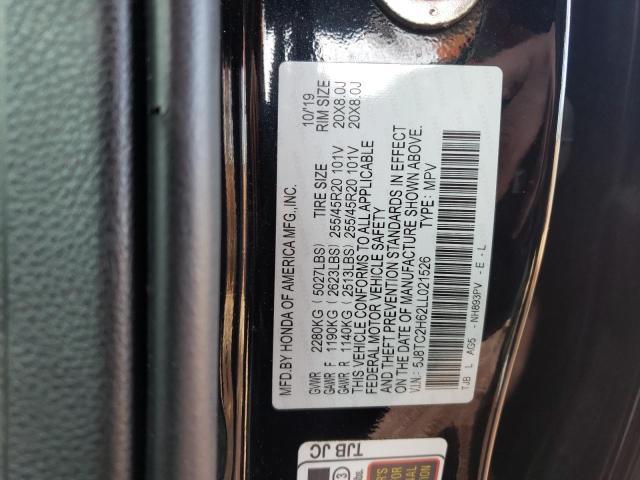 MFD.BY HONDA OF AMERICA MFG.,INC. 10/19
TIRE SIZE RIM SIZE
GVWR 2280KG ( 5027LBS)
GAWR F 1190KG ( 2623LBS) 255/45R20 101V 20X8.0J
GAWR R 1140KG ( 2513LBS) 255/45R20 101V 20X8.0J
THIS VEHICLE CONFORMS TO ALL APPLICABLE
FEDERAL MOTOR VEHICLE SAFETY
AND THEFT PREVENTION STANDARDS IN EFFECT
ON THE DATE OF MANUFACTURE SHOWN ABOVE.
V.I.N.: 5J8TC2H62LL021526 TYPE: MPV
TJB L AG5 - NH893PV - E - L
TJB JC